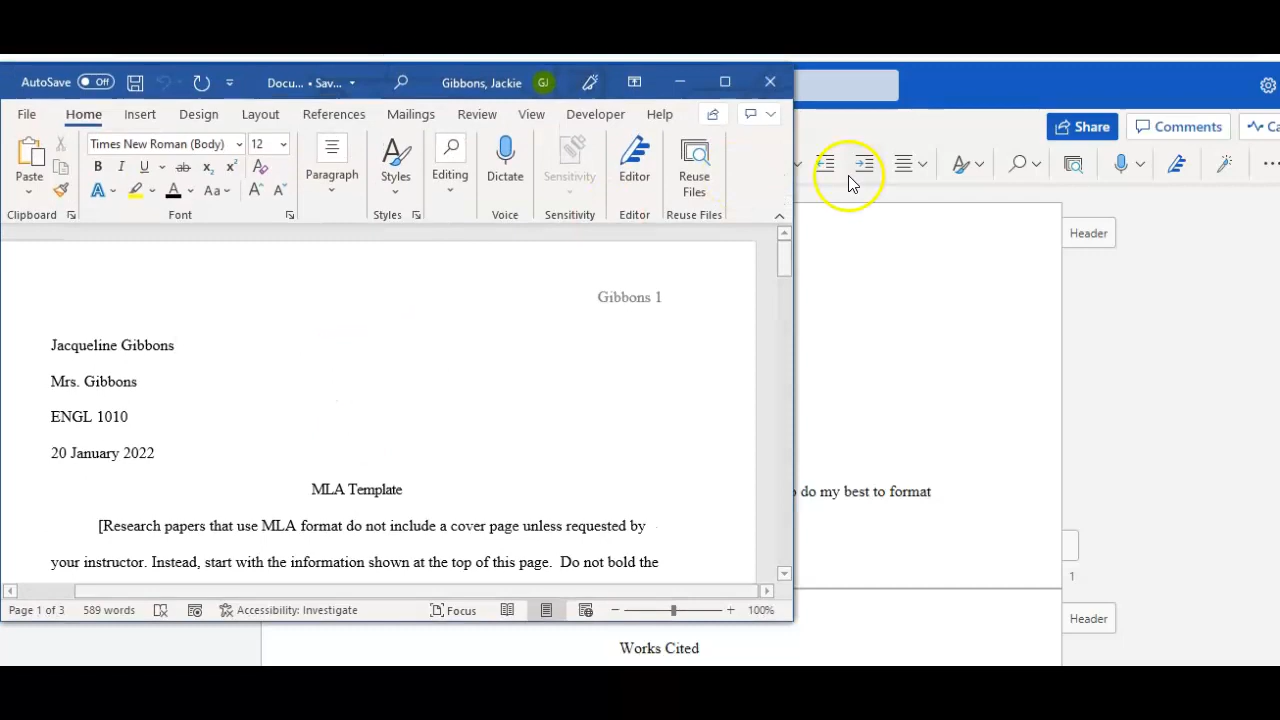 AutoSave Off Docu... • Sav... Gibbons, Jackie GJ
File Home Insert Design Layout References Mailings Review View Developer Help
Share Comments
Times New Roman (Body) 12
Paste Paragraph Styles Editing Dictate Sensitivity Editor Reuse Files
B I U ab x₂ x² A
A A Aa A A
Clipboard Font Styles Voice Sensitivity Editor Reuse Files
Header
Gibbons 1
Jacqueline Gibbons
Mrs. Gibbons
ENGL 1010
20 January 2022
MLA Template
do my best to format
[Research papers that use MLA format do not include a cover page unless requested by
your instructor. Instead, start with the information shown at the top of this page. Do not bold the
1
Page 1 of 3 589 words Accessibility: Investigate Focus 100%
Header
Works Cited